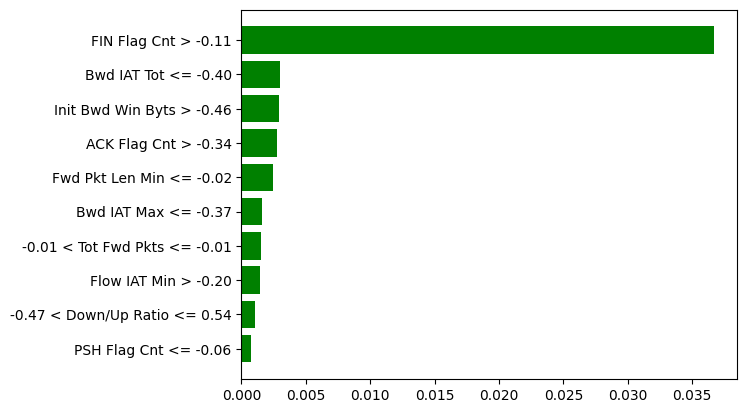 FIN Flag Cnt > -0.11
Bwd IAT Tot <= -0.40
Init Bwd Win Byts > -0.46
ACK Flag Cnt > -0.34
Fwd Pkt Len Min <= -0.02
Bwd IAT Max <= -0.37
-0.01 < Tot Fwd Pkts <= -0.01
Flow IAT Min > -0.20
-0.47 < Down/Up Ratio <= 0.54
PSH Flag Cnt <= -0.06
0.000 0.005 0.010 0.015 0.020 0.025 0.030 0.035